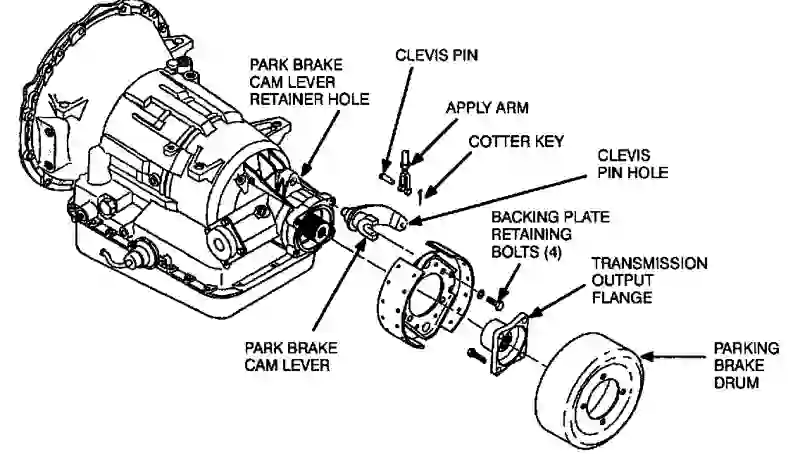 PARK BRAKE
CAM LEVER
RETAINER HOLE
CLEVIS PIN
APPLY ARM
COTTER KEY
CLEVIS
PIN HOLE
BACKING PLATE
RETAINING
BOLTS (4)
TRANSMISSION
OUTPUT
FLANGE
PARK BRAKE
CAM LEVER
PARKING
BRAKE
DRUM